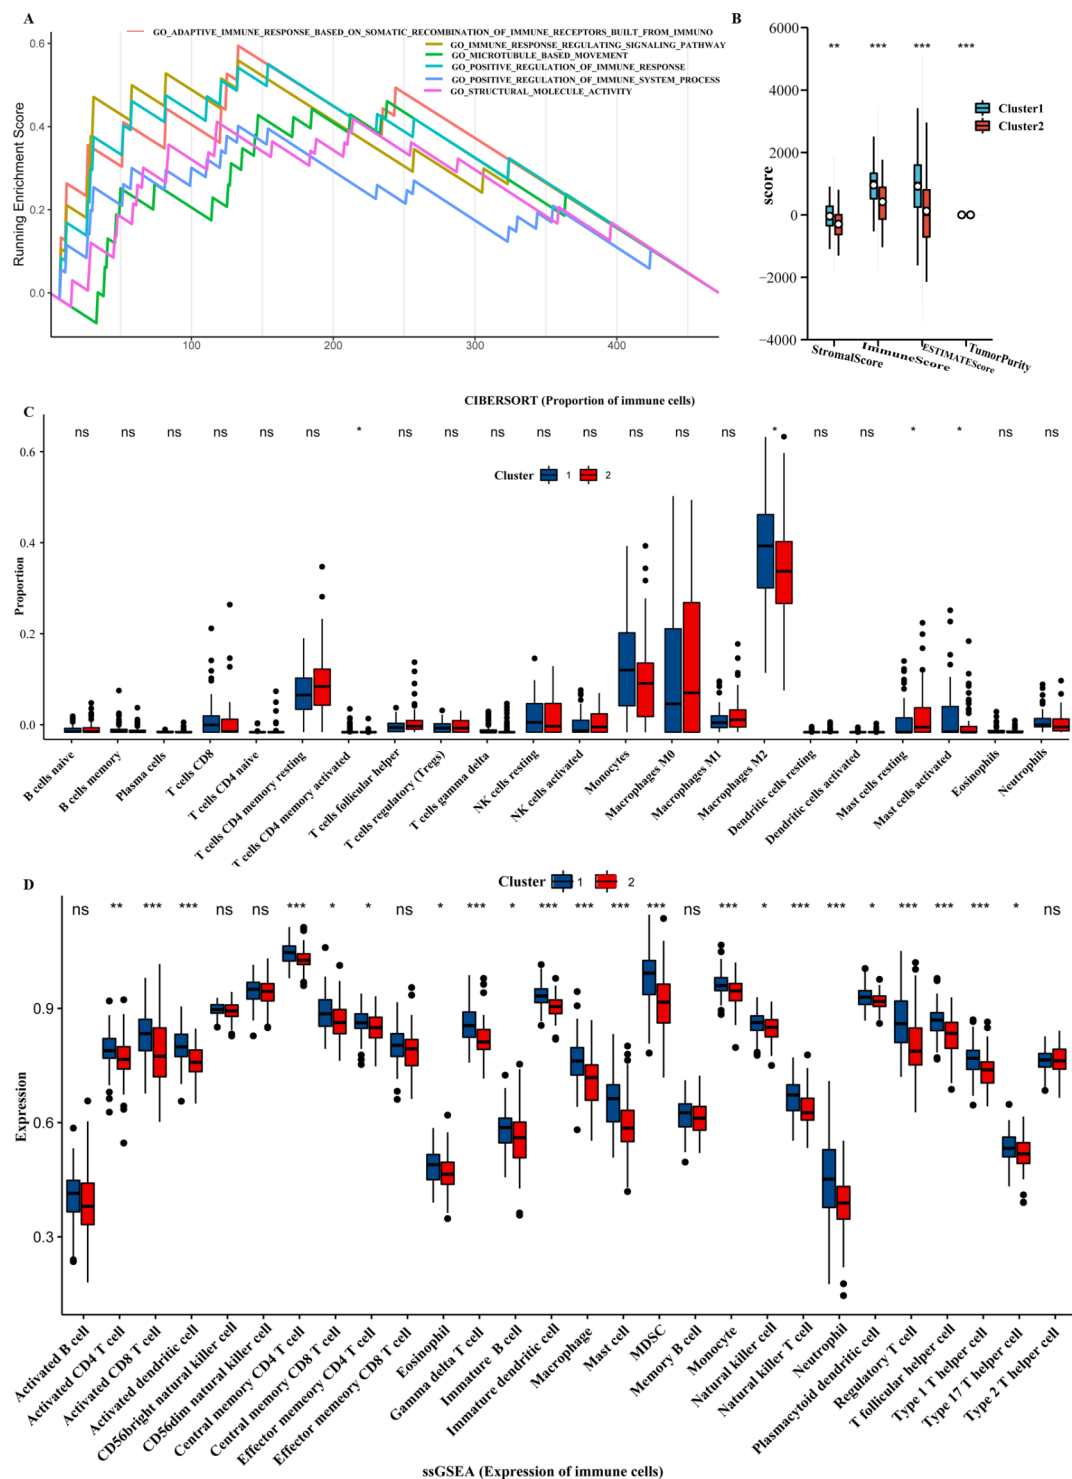 A
GO_ADAPTIVE_IMMUNE_RESPONSE_BASED_ON_SOMATIC_RECOMBINATION_OF_IMMUNE_RECEPTORS_BUILT_FROM_IMMUNO
GO_IMMUNE_RESPONSE_REGULATING_SIGNALING_PATHWAY
GO_MICROTUBULE_BASED_MOVEMENT
GO_POSITIVE_REGULATION_OF_IMMUNE_RESPONSE
GO_POSITIVE_REGULATION_OF_IMMUNE_SYSTEM_PROCESS
GO_STRUCTURAL_MOLECULE_ACTIVITY
Running Enrichment Score
0.6
0.4
0.2
0.0
100
200
300
400
B
** *** *** ***
score
6000
4000
2000
0
−2000
−4000
Cluster1
Cluster2
StromalScore
ImmuneScore
ESTIMATEScore
TumorPurity
C
CIBERSORT (Proportion of immune cells)
ns ns ns ns ns ns * ns ns ns ns ns ns ns ns * ns ns * * ns ns
Cluster 1 2
Proportion
0.6
0.4
0.2
0.0
B cells naive
B cells memory
Plasma cells
T cells CD8
T cells CD4 naive
T cells CD4 memory resting
T cells CD4 memory activated
T cells follicular helper
T cells regulatory (Tregs)
T cells gamma delta
NK cells resting
NK cells activated
Monocytes
Macrophages M0
Macrophages M1
Macrophages M2
Dendritic cells resting
Dendritic cells activated
Mast cells resting
Mast cells activated
Eosinophils
Neutrophils
D
Cluster 1 2
ns ** *** *** ns ns *** * * ns * *** * *** *** *** *** ns *** * *** *** * *** *** *** * ns
Expression
0.9
0.6
0.3
Activated B cell
Activated CD4 T cell
Activated CD8 T cell
Activated dendritic cell
CD56bright natural killer cell
CD56dim natural killer cell
Central memory CD4 T cell
Central memory CD8 T cell
Effector memeory CD4 T cell
Effector memeory CD8 T cell
Eosinophil
Gamma delta T cell
Immature B cell
Immature dendritic cell
Macrophage
Mast cell
MDSC
Memory B cell
Monocyte
Natural killer cell
Natural killer T cell
Neutrophil
Plasmacytoid dendritic cell
Regulatory T cell
T follicular helper cell
Type 1 T helper cell
Type 17 T helper cell
Type 2 T helper cell
ssGSEA (Expression of immune cells)